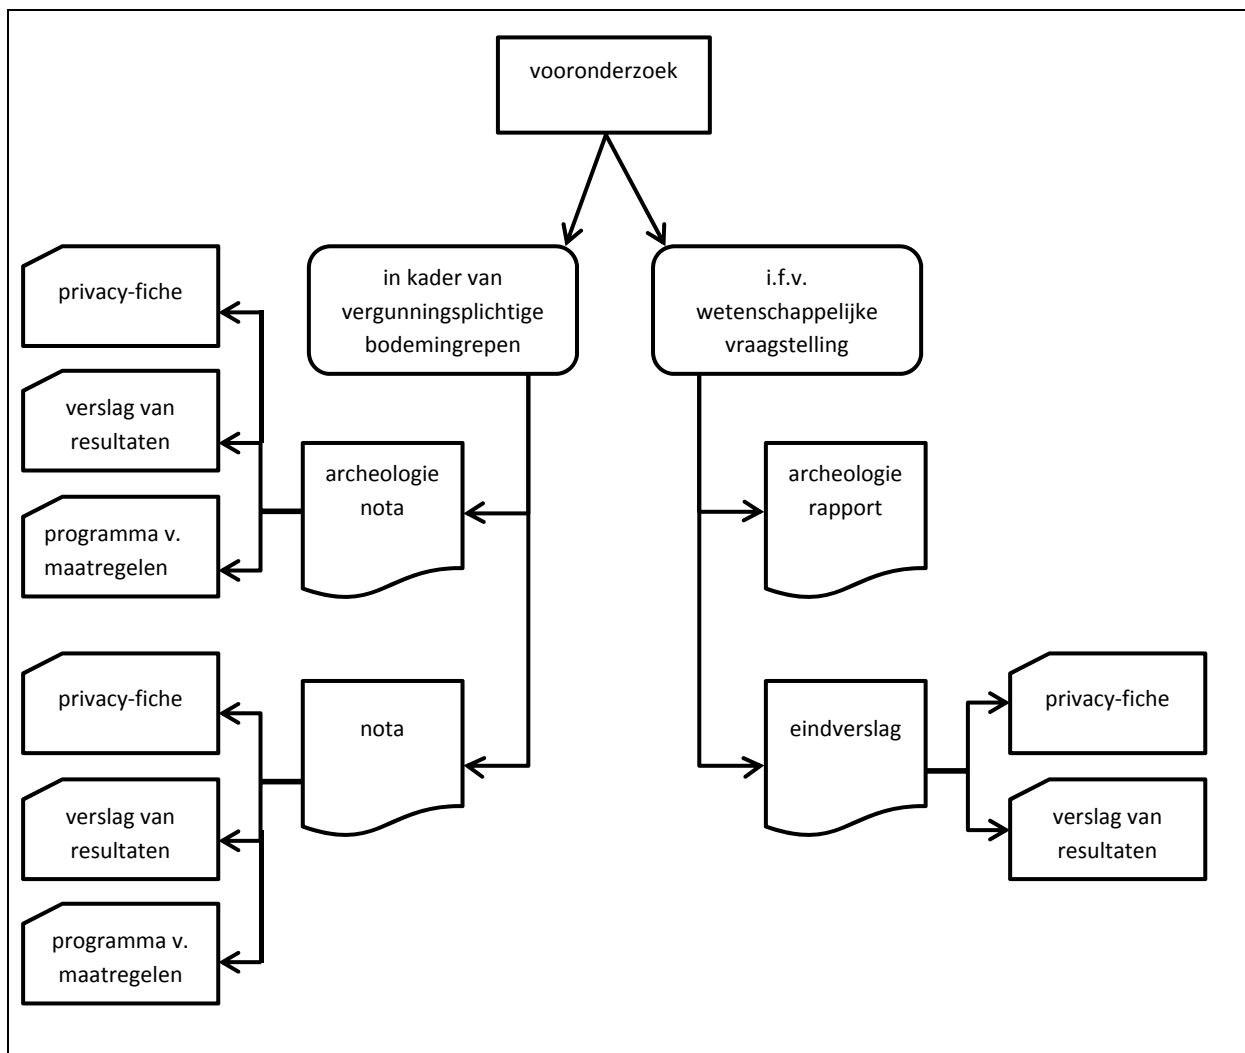 vooronderzoek
in kader van
vergunningsplichtige
bodemingrepen
i.f.v.
wetenschappelijke
vraagstelling
privacy-fiche
verslag van
resultaten
programma v.
maatregelen
archeologie
nota
archeologie
rapport
privacy-fiche
verslag van
resultaten
programma v.
maatregelen
nota
eindverslag
privacy-fiche
verslag van
resultaten